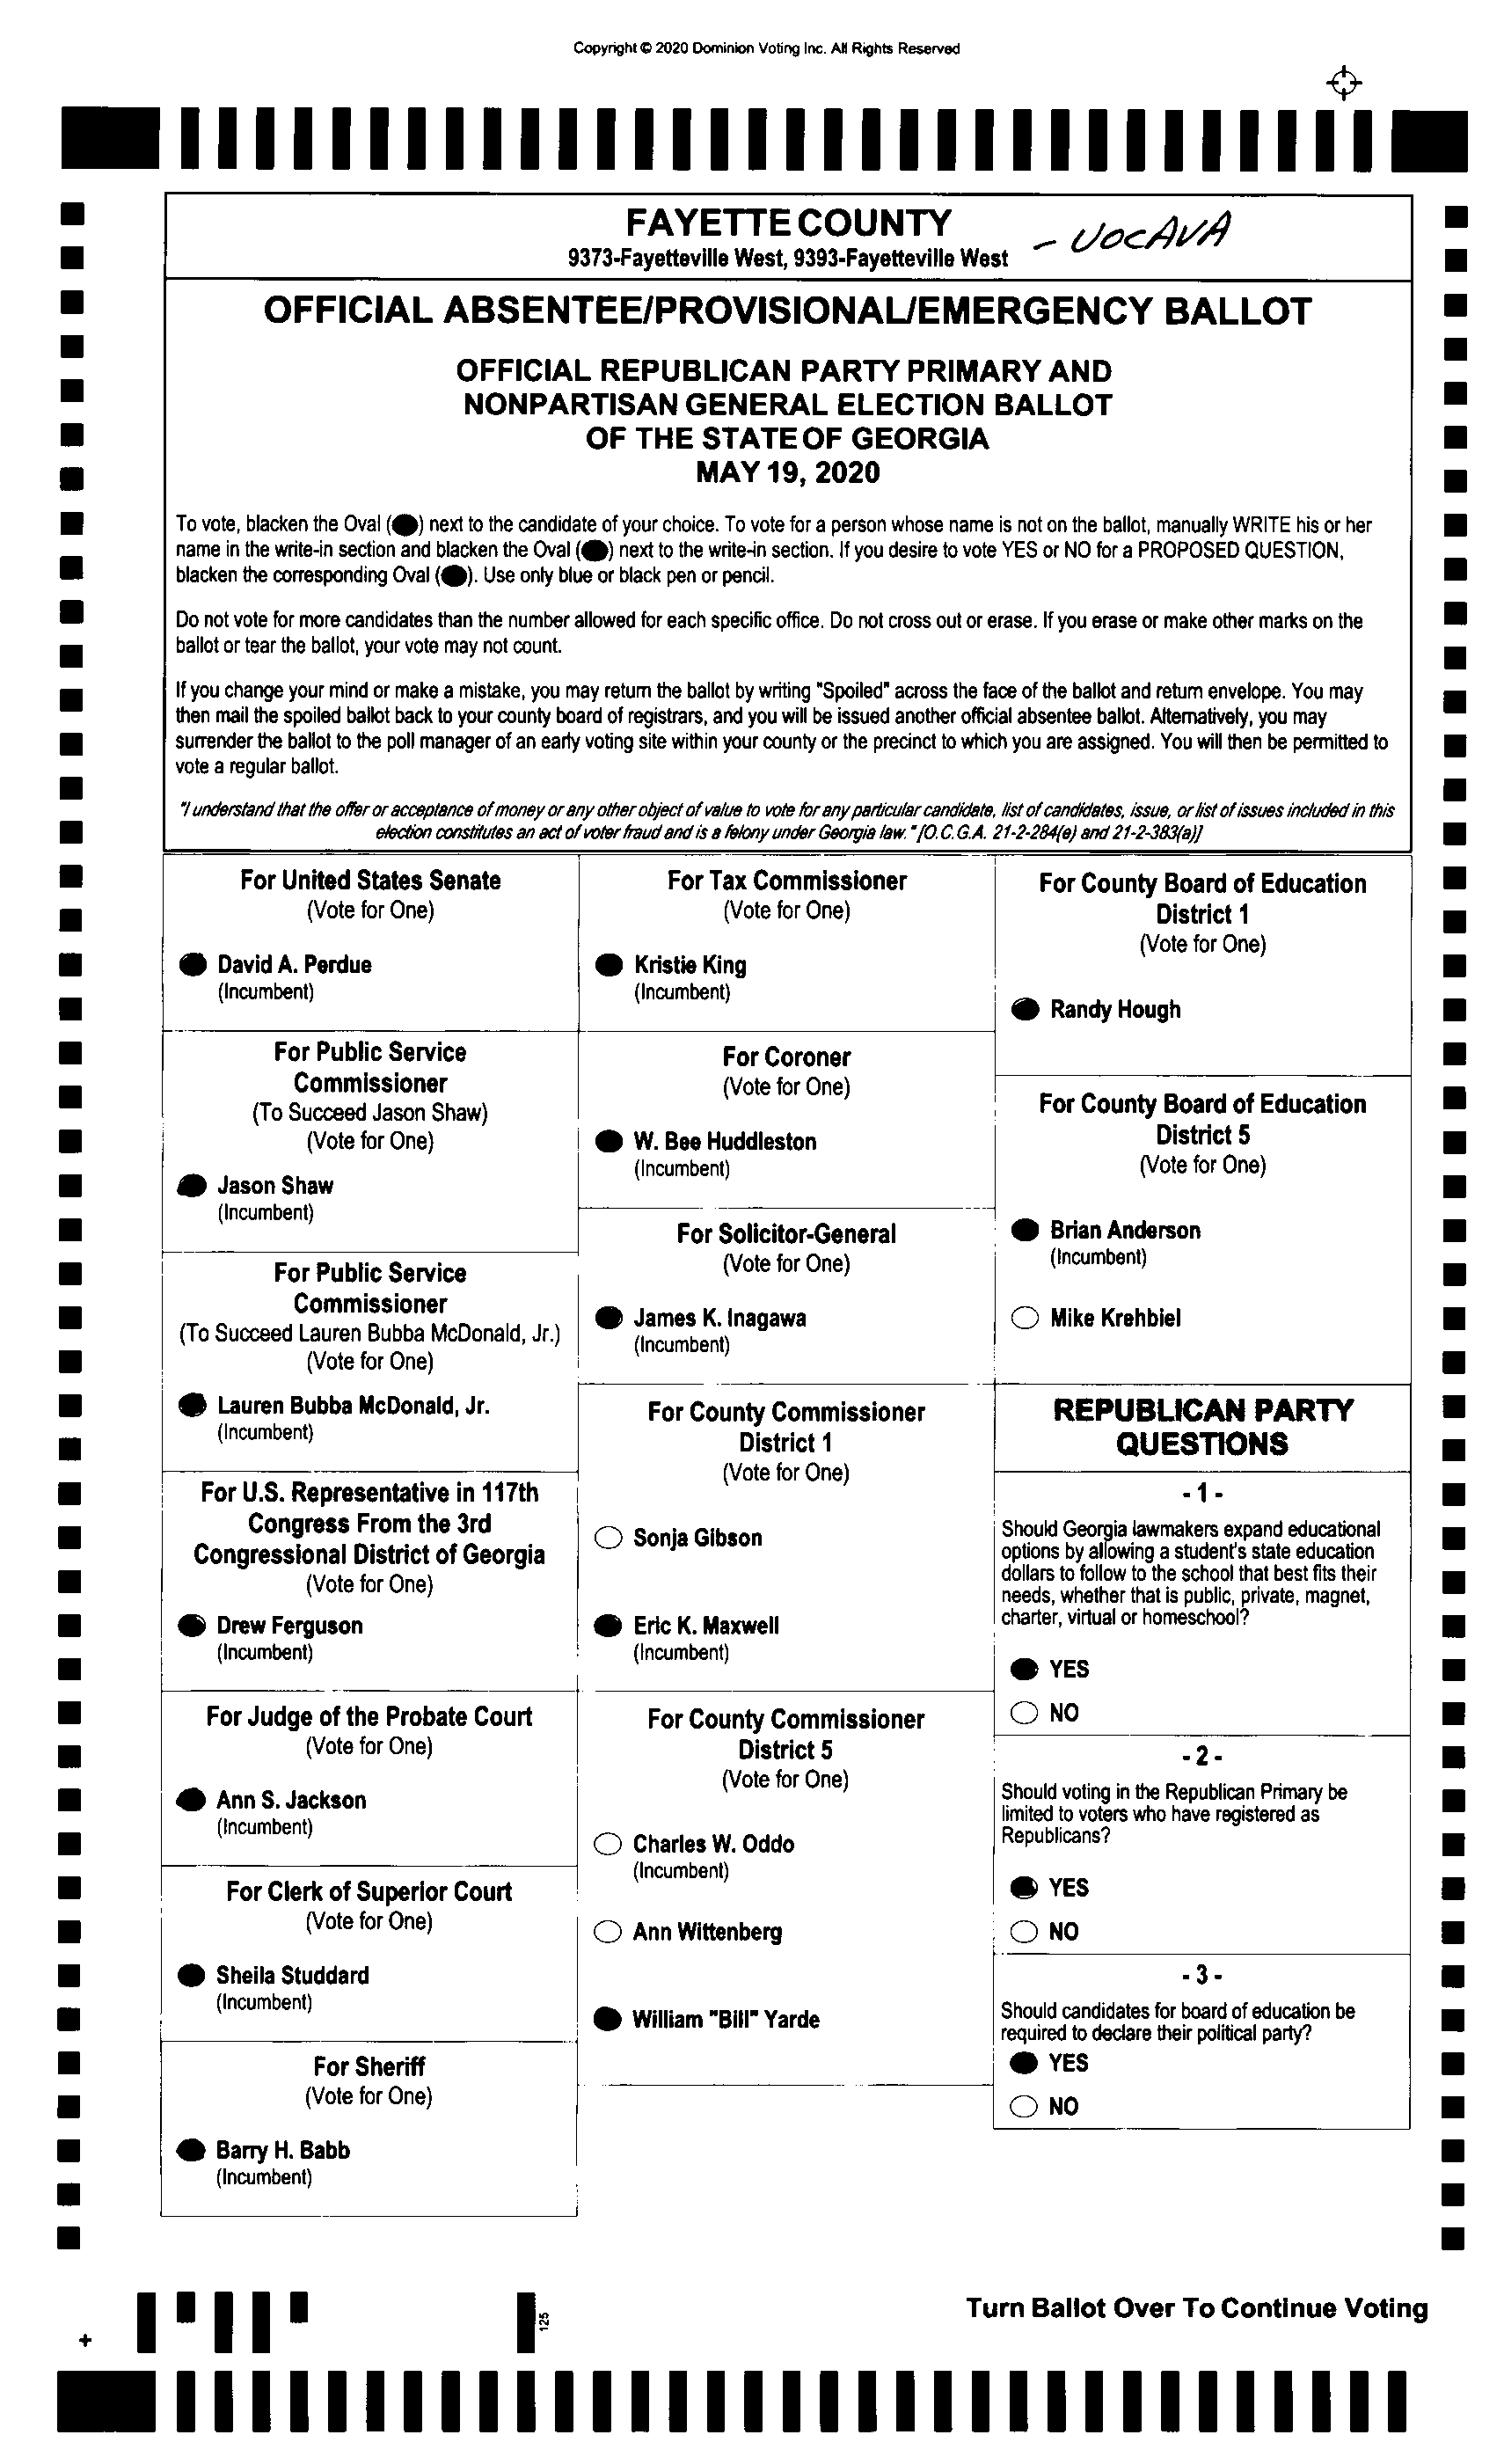 Copyright © 2020 Dominion Voting Inc. All Rights Reserved
FAYETTE COUNTY
9373-Fayetteville West, 9393-Fayetteville West
- UOCAVA
OFFICIAL ABSENTEE/PROVISIONAL/EMERGENCY BALLOT
OFFICIAL REPUBLICAN PARTY PRIMARY AND
NONPARTISAN GENERAL ELECTION BALLOT
OF THE STATE OF GEORGIA
MAY 19, 2020
To vote, blacken the Oval ( ) next to the candidate of your choice. To vote for a person whose name is not on the ballot, manually WRITE his or her
name in the write-in section and blacken the Oval ( ) next to the write-in section. If you desire to vote YES or NO for a PROPOSED QUESTION,
blacken the corresponding Oval ( ). Use only blue or black pen or pencil.
Do not vote for more candidates than the number allowed for each specific office. Do not cross out or erase. If you erase or make other marks on the
ballot or tear the ballot, your vote may not count.
If you change your mind or make a mistake, you may return the ballot by writing "Spoiled" across the face of the ballot and return envelope. You may
then mail the spoiled ballot back to your county board of registrars, and you will be issued another official absentee ballot. Alternatively, you may
surrender the ballot to the poll manager of an early voting site within your county or the precinct to which you are assigned. You will then be permitted to
vote a regular ballot.
"I understand that the offer or acceptance of money or any other object of value to vote for any particular candidate, list of candidates, issue, or list of issues included in this
election constitutes an act of voter fraud and is a felony under Georgia law." [O.C.G.A. 21-2-284(e) and 21-2-383(a)]
For United States Senate
(Vote for One)
David A. Perdue
(Incumbent)
For Public Service
Commissioner
(To Succeed Jason Shaw)
(Vote for One)
Jason Shaw
(Incumbent)
For Public Service
Commissioner
(To Succeed Lauren Bubba McDonald, Jr.)
(Vote for One)
Lauren Bubba McDonald, Jr.
(Incumbent)
For U.S. Representative in 117th
Congress From the 3rd
Congressional District of Georgia
(Vote for One)
Drew Ferguson
(Incumbent)
For Judge of the Probate Court
(Vote for One)
Ann S. Jackson
(Incumbent)
For Clerk of Superior Court
(Vote for One)
Sheila Studdard
(Incumbent)
For Sheriff
(Vote for One)
Barry H. Babb
(Incumbent)
For Tax Commissioner
(Vote for One)
Kristie King
(Incumbent)
For Coroner
(Vote for One)
W. Bee Huddleston
(Incumbent)
For Solicitor-General
(Vote for One)
James K. Inagawa
(Incumbent)
For County Commissioner
District 1
(Vote for One)
Sonja Gibson
Eric K. Maxwell
(Incumbent)
For County Commissioner
District 5
(Vote for One)
Charles W. Oddo
(Incumbent)
Ann Wittenberg
William "Bill" Yarde
For County Board of Education
District 1
(Vote for One)
Randy Hough
For County Board of Education
District 5
(Vote for One)
Brian Anderson
(Incumbent)
Mike Krehbiel
REPUBLICAN PARTY
QUESTIONS
- 1 -
Should Georgia lawmakers expand educational
options by allowing a student's state education
dollars to follow to the school that best fits their
needs, whether that is public, private, magnet,
charter, virtual or homeschool?
YES
NO
- 2 -
Should voting in the Republican Primary be
limited to voters who have registered as
Republicans?
YES
NO
- 3 -
Should candidates for board of education be
required to declare their political party?
YES
NO
125
Turn Ballot Over To Continue Voting